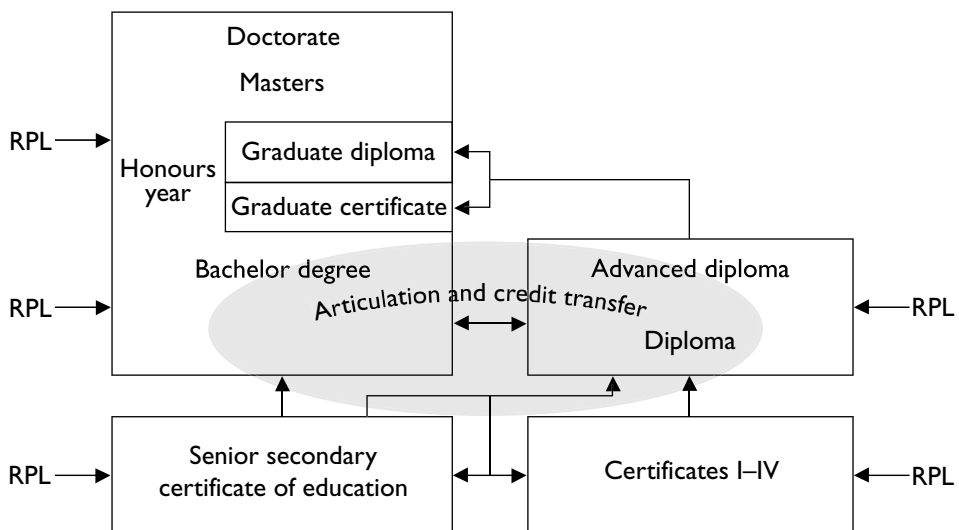 Doctorate
Masters
RPL
Graduate diploma
Honours
year
Graduate certificate
Bachelor degree
Advanced diploma
Articulation and credit transfer
RPL
RPL
Diploma
Senior secondary
certificate of education
Certificates I–IV
RPL
RPL